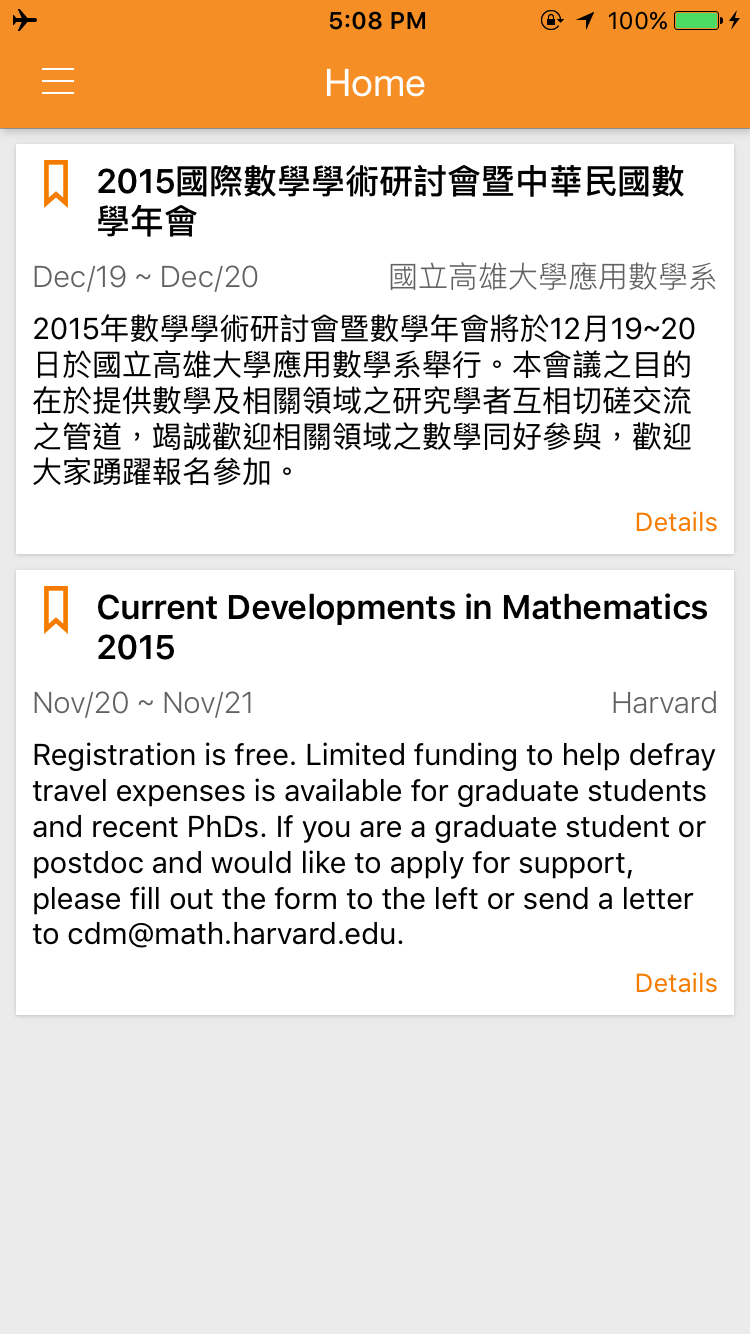 5:08 PM
100%
Home
2015國際數學學術研討會暨中華民國數
學年會
Dec/19 ~ Dec/20
國立高雄大學應用數學系
2015年數學學術研討會暨數學年會將於12月19~20
日於國立高雄大學應用數學系舉行。本會議之目的
在於提供數學及相關領域之研究學者互相切磋交流
之管道，竭誠歡迎相關領域之數學同好參與，歡迎
大家踴躍報名參加。
Details
Current Developments in Mathematics
2015
Nov/20 ~ Nov/21
Harvard
Registration is free. Limited funding to help defray
travel expenses is available for graduate students
and recent PhDs. If you are a graduate student or
postdoc and would like to apply for support,
please fill out the form to the left or send a letter
to cdm@math.harvard.edu.
Details